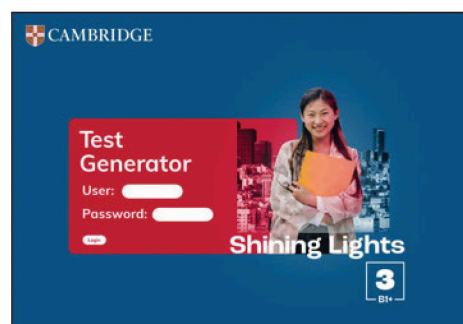 CAMBRIDGE
Test
Generator
User:
Password:
Login
Shining Lights
3
B1+